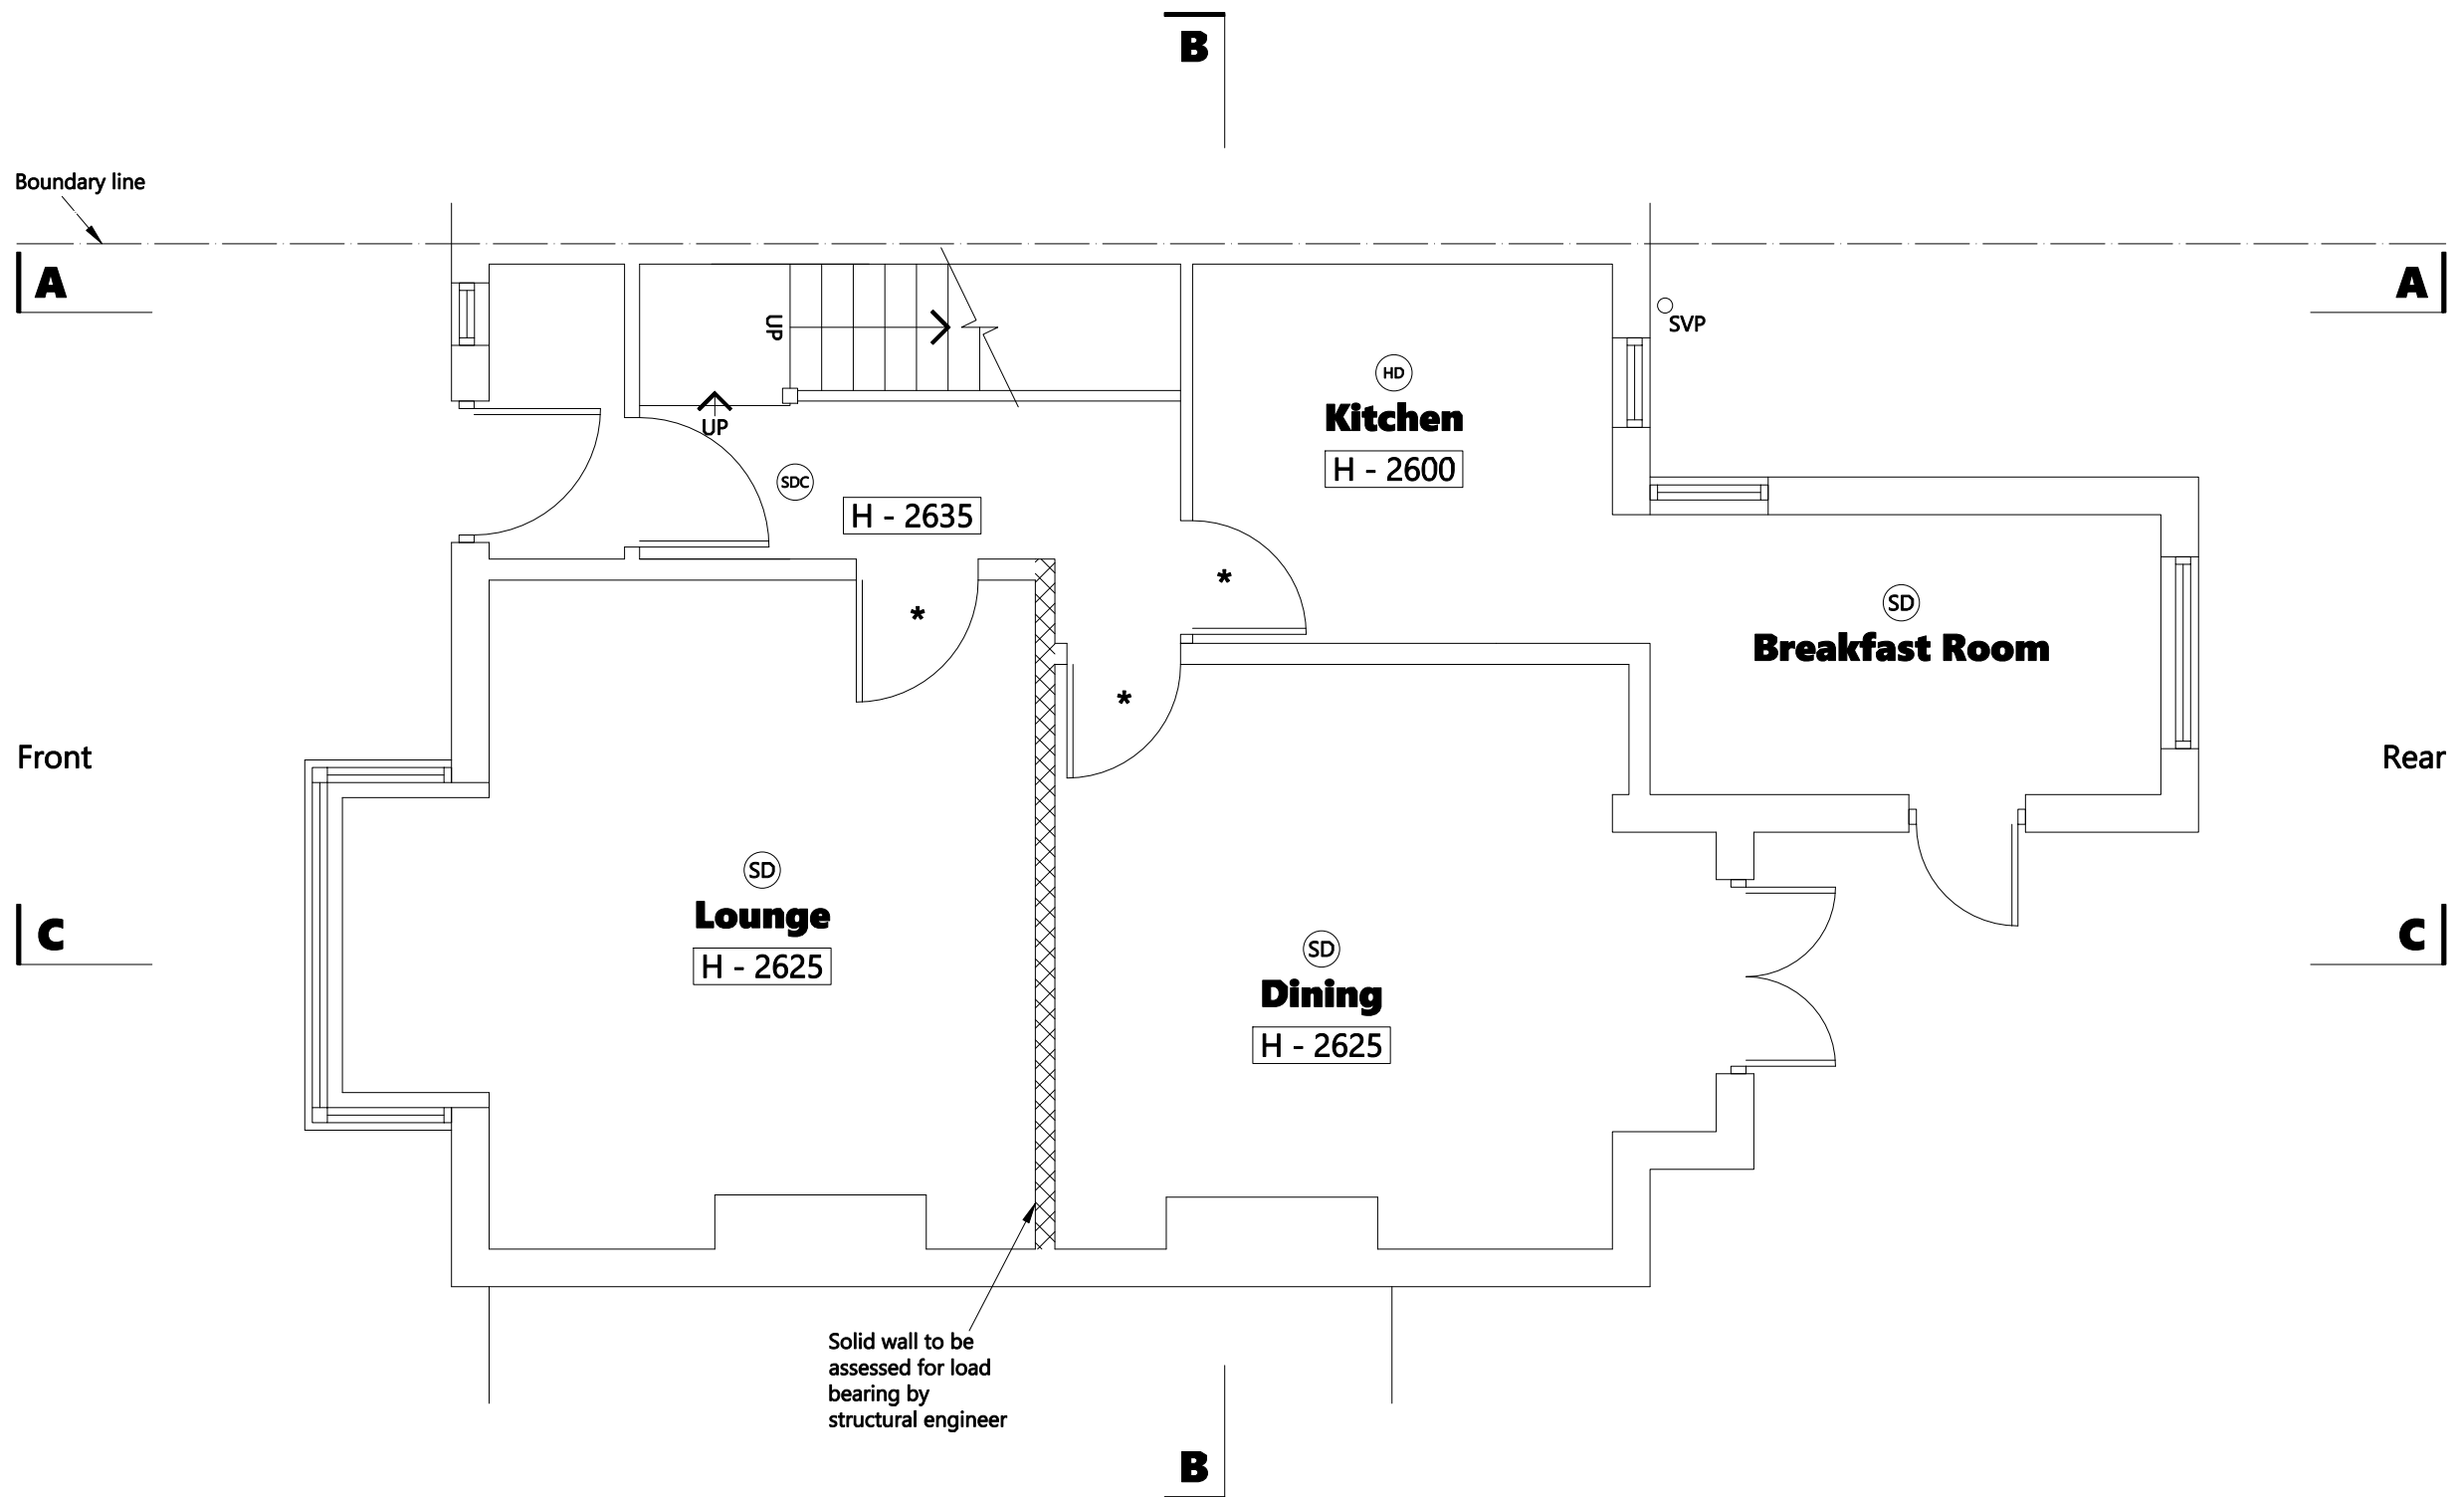 B
Boundary line
A
A
UP
SVP
HD
Kitchen
H - 2600
UP
SDC
H - 2635
*
*
*
SD
Breakfast Room
Front
Rear
SD
Lounge
H - 2625
C
C
SD
Dining
H - 2625
Solid wall to be
assessed for load
bearing by
structural engineer
B